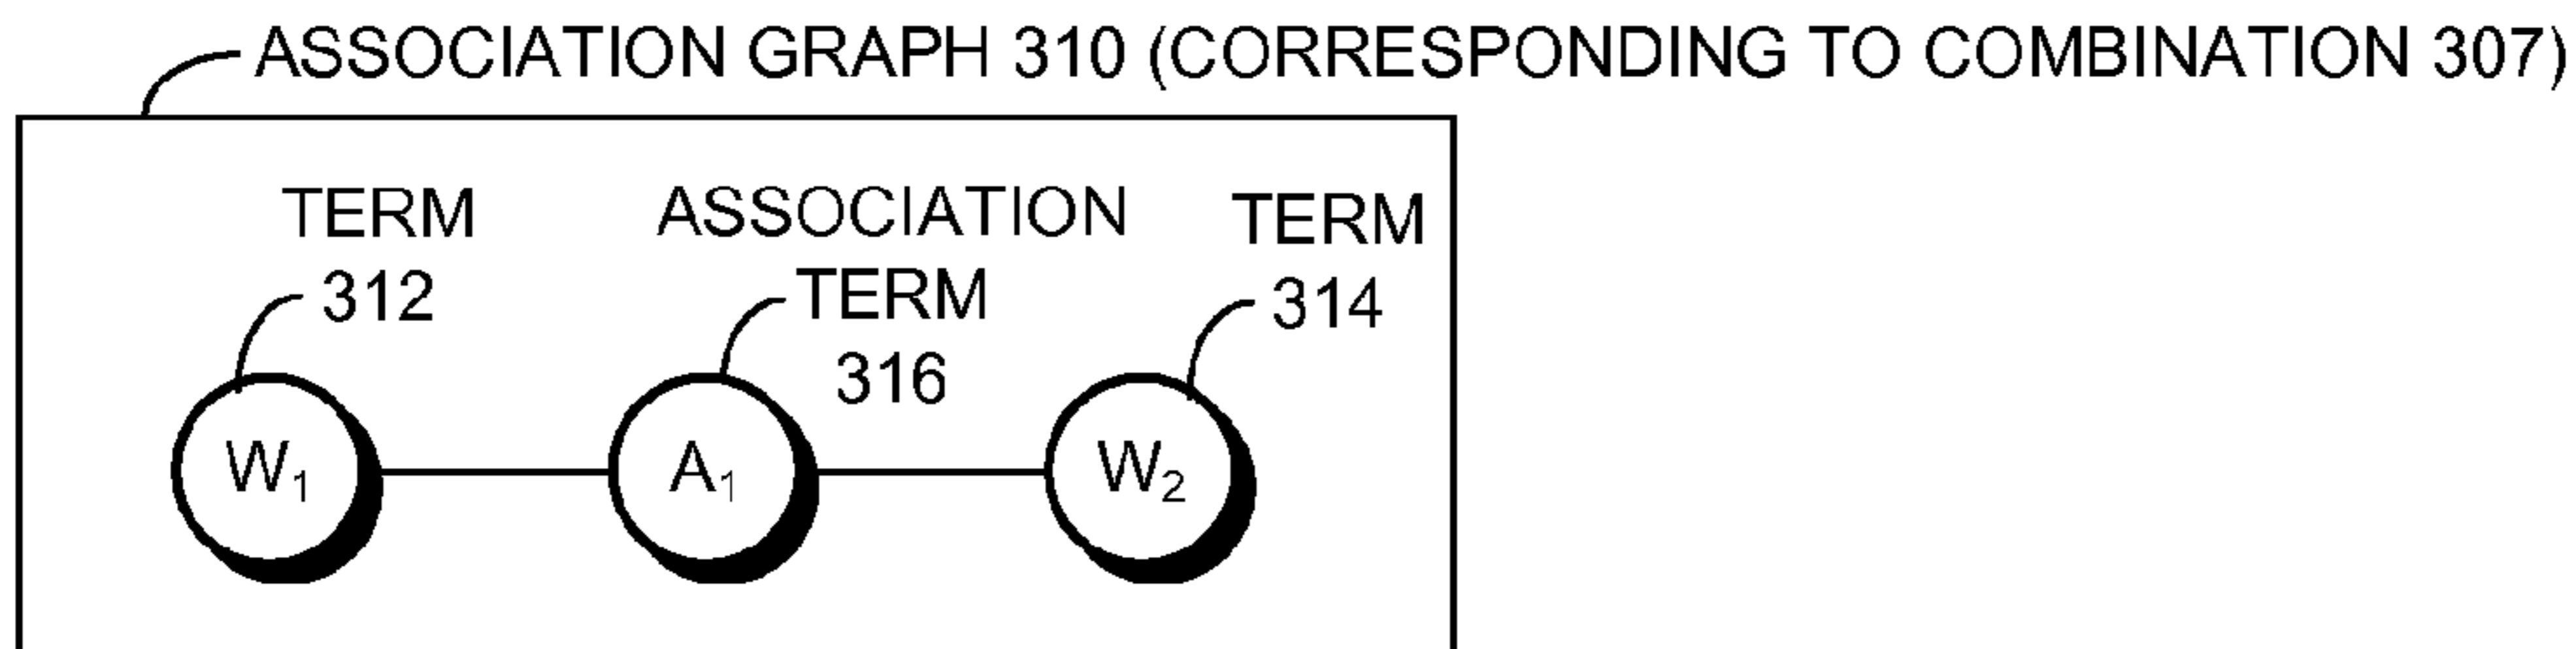 ASSOCIATION GRAPH 310 (CORRESPONDING TO COMBINATION 307)
TERM
312
ASSOCIATION
TERM
316
TERM
314
W₁
A₁
W₂